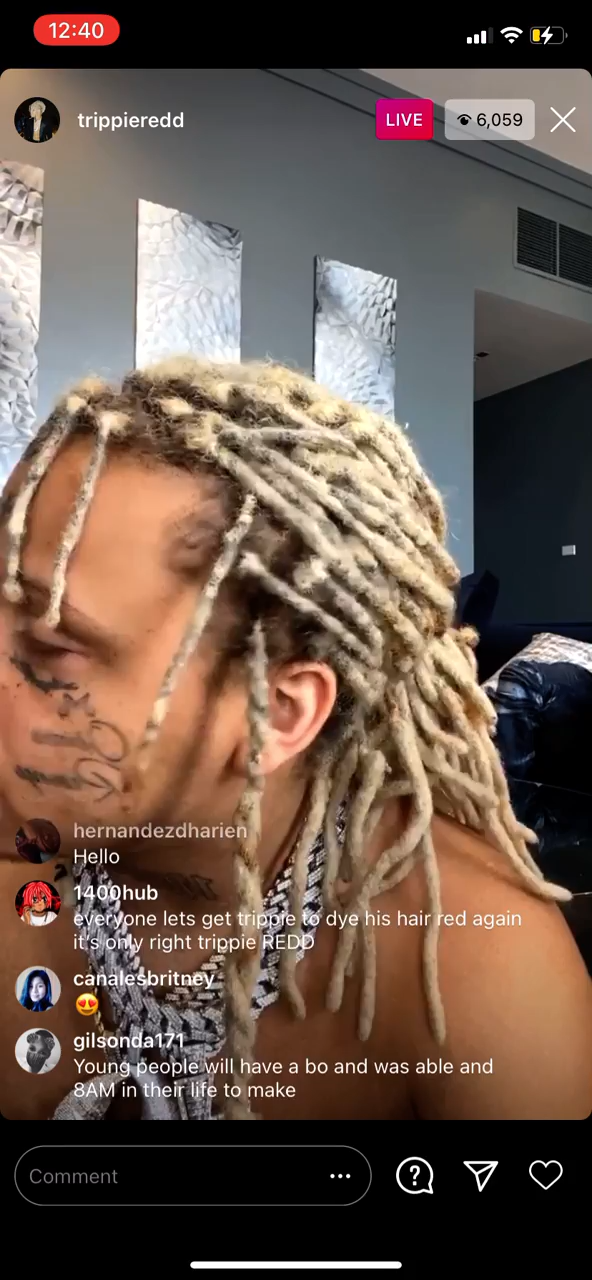 12:40
trippieredd
LIVE
6,059
hernandezdharien
Hello
1400hub
everyone lets get trippie to dye his hair red again
it's only right trippie REDD
canalesbritney
😍
gilsonda171
Young people will have a bo and was able and
8AM in their life to make
Comment